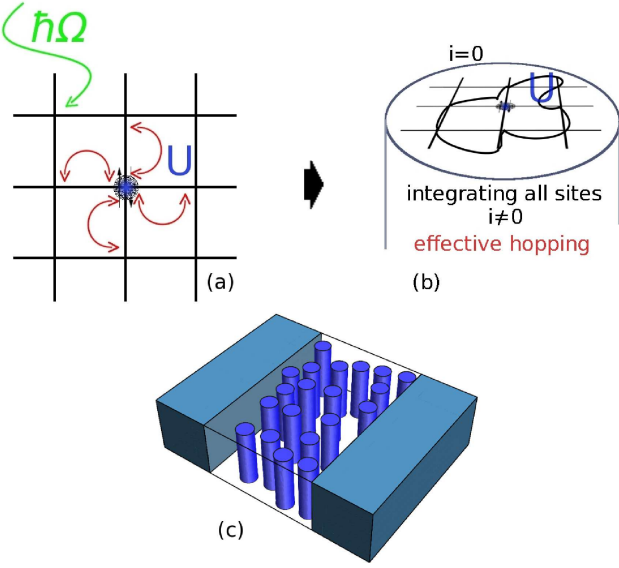 ħΩ
U
(a)
i=0
U
integrating all sites
i≠0
effective hopping
(b)
(c)